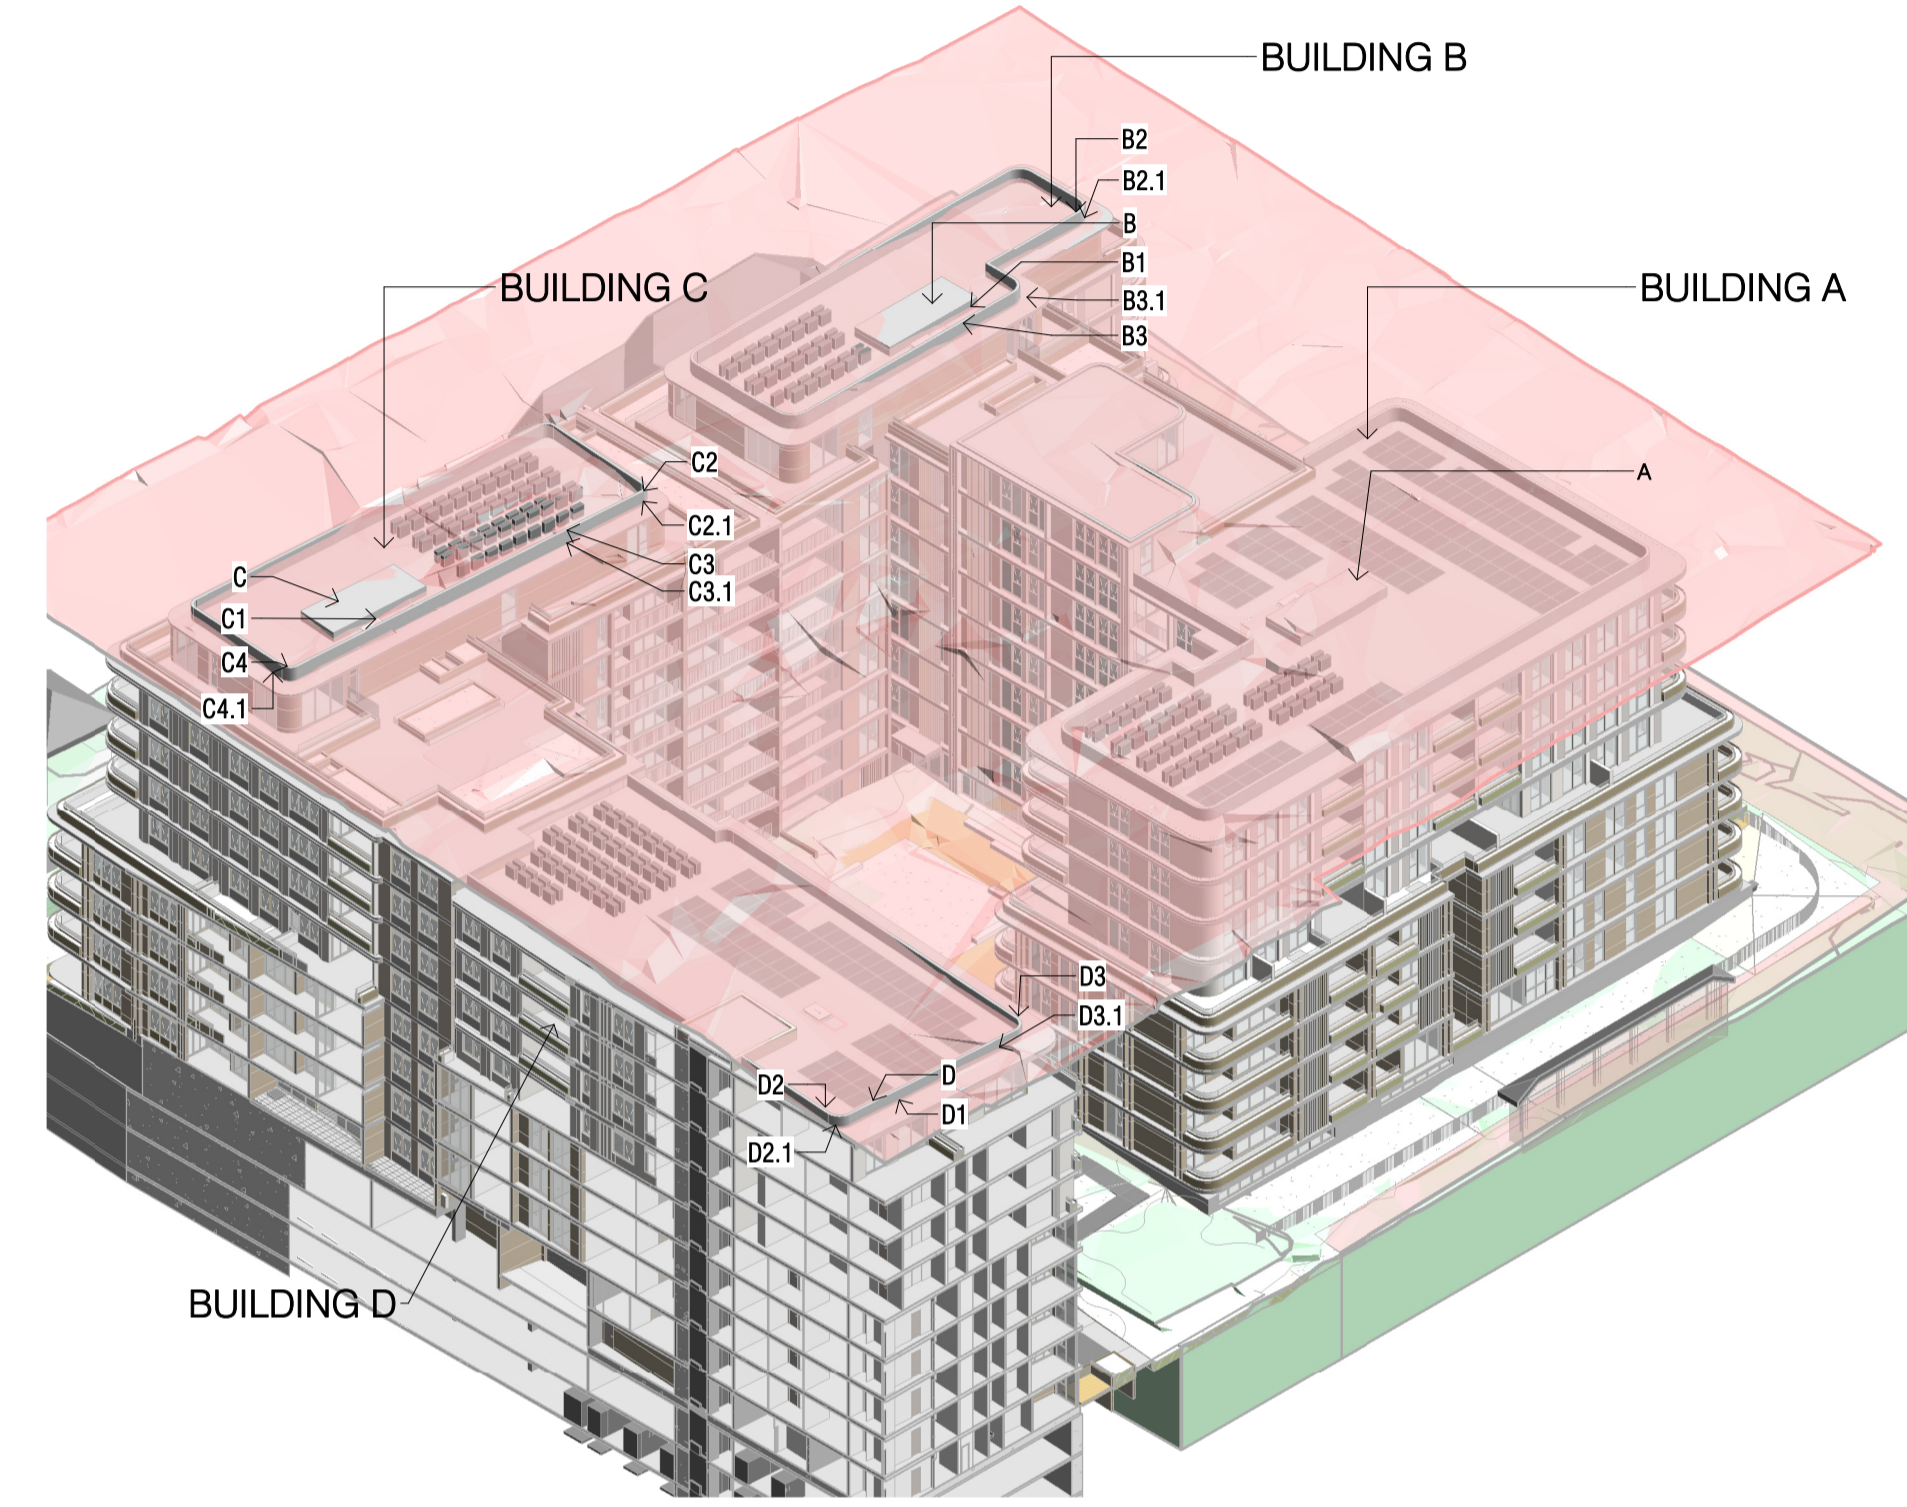 BUILDING B
B2
B2.1
B
B1
B3.1
B3
BUILDING C
BUILDING A
A
C2
C2.1
C3
C3.1
C
C1
C4
C4.1
D3
D3.1
D
D2
D1
D2.1
BUILDING D